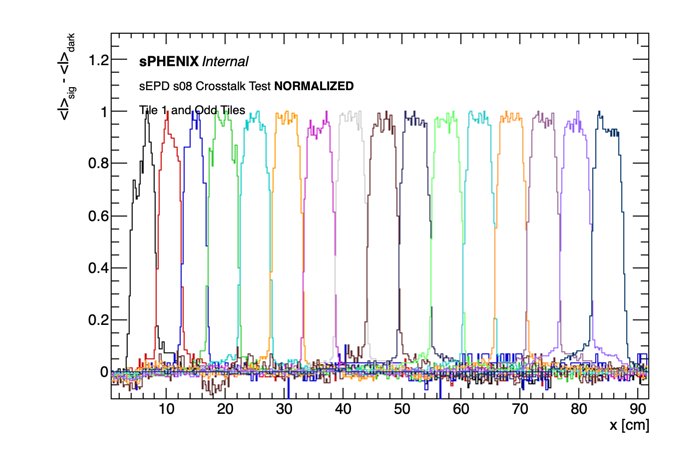 <I>sig - <I>dark
sPHENIX Internal
sEPD s08 Crosstalk Test NORMALIZED
Tile 1 and Odd Tiles
1.2
1
0.8
0.6
0.4
0.2
0
10 20 30 40 50 60 70 80 90
x [cm]